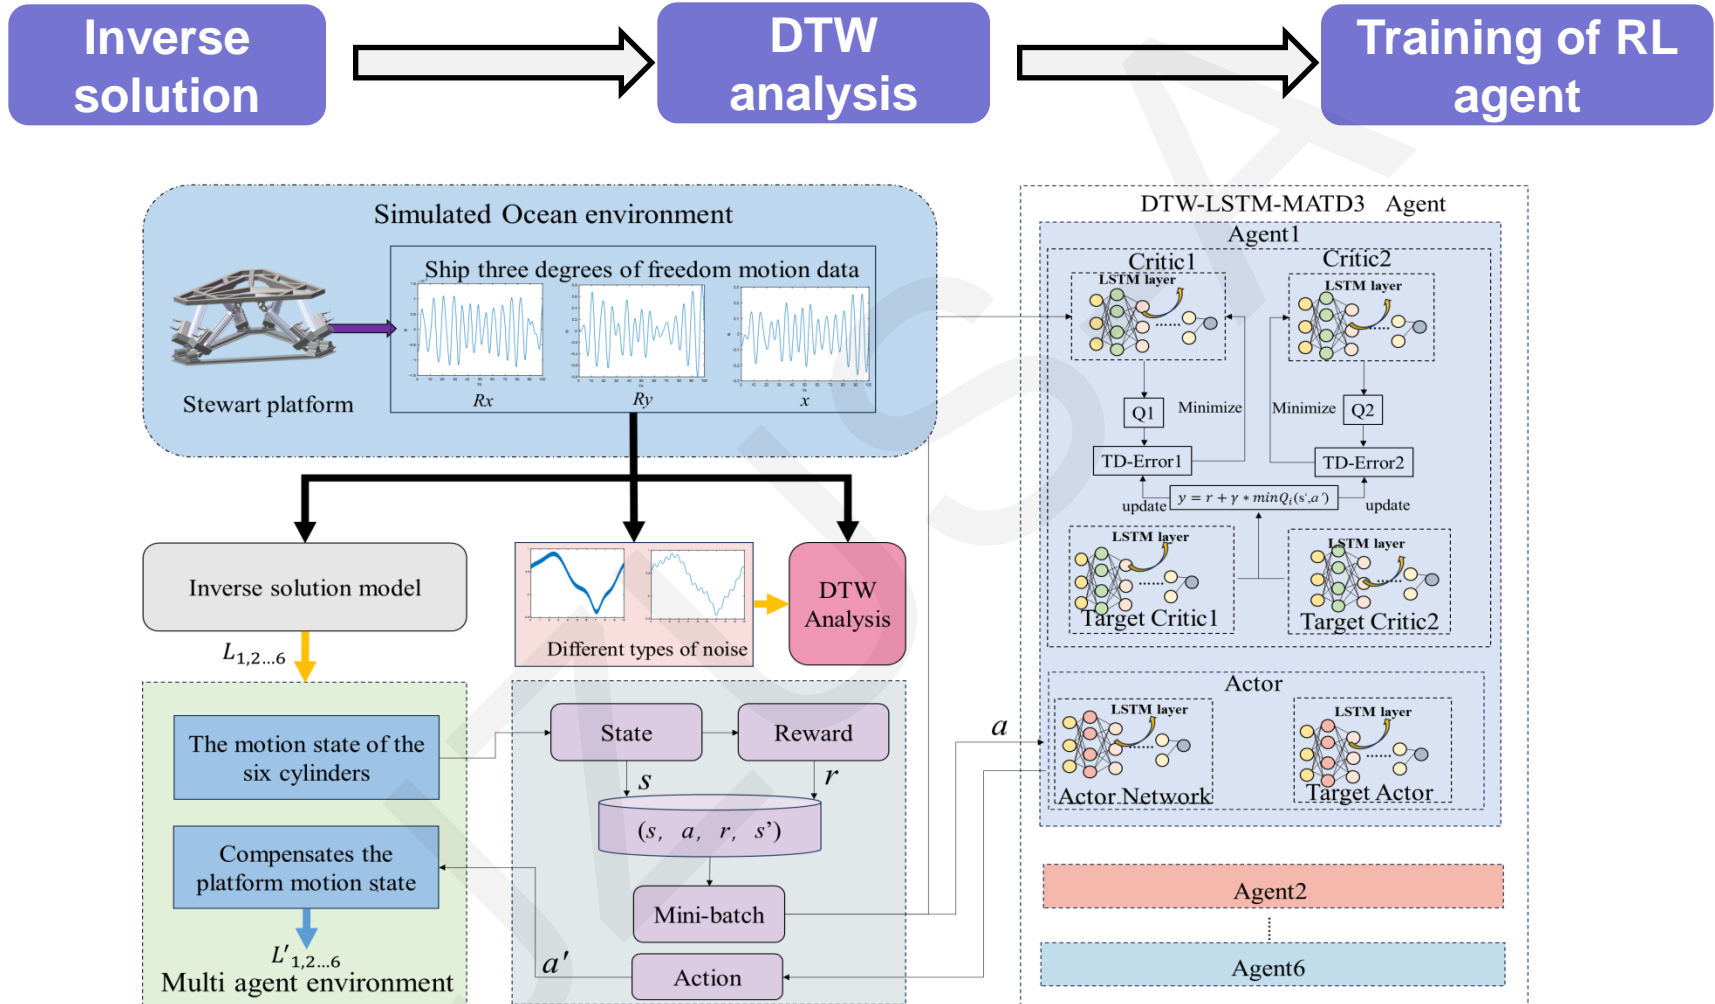 Inverse
solution
DTW
analysis
Training of RL
agent
Simulated Ocean environment
Ship three degrees of freedom motion data
Rx
Ry
x
Stewart platform
Inverse solution model
L1,2...6
Different types of noise
DTW
Analysis
The motion state of the
six cylinders
Compensates the
platform motion state
L'1,2...6
Multi agent environment
State
Reward
s
r
(s, a, r, s')
Mini-batch
Action
a'
a
DTW-LSTM-MATD3 Agent
Agent1
Critic1
LSTM layer
Critic2
LSTM layer
Q1
Minimize
Minimize
Q2
TD-Error1
TD-Error2
y = r + γ * minQi(s',a')
update
update
LSTM layer
Target Critic1
LSTM layer
Target Critic2
Actor
LSTM layer
Actor Network
LSTM layer
Target Actor
Agent2
Agent6